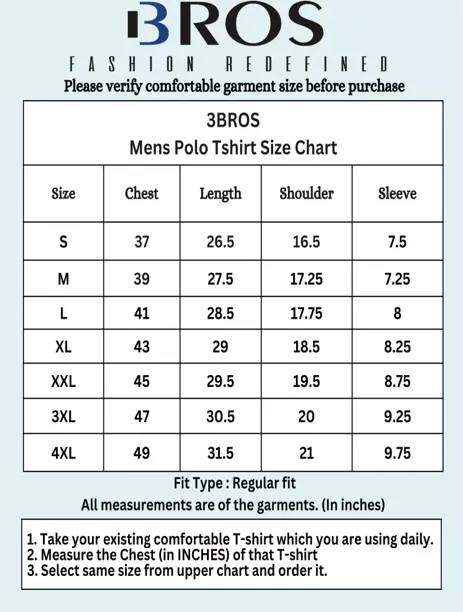 3BROS
FASHION REDEFINED
Please verify comfortable garment size before purchase
3BROS
Mens Polo Tshirt Size Chart
Size Chest Length Shoulder Sleeve
S 37 26.5 16.5 7.5
M 39 27.5 17.25 7.25
L 41 28.5 17.75 8
XL 43 29 18.5 8.25
XXL 45 29.5 19.5 8.75
3XL 47 30.5 20 9.25
4XL 49 31.5 21 9.75
Fit Type : Regular fit
All measurements are of the garments. (In inches)
1. Take your existing comfortable T-shirt which you are using daily.
2. Measure the Chest (in INCHES) of that T-shirt
3. Select same size from upper chart and order it.